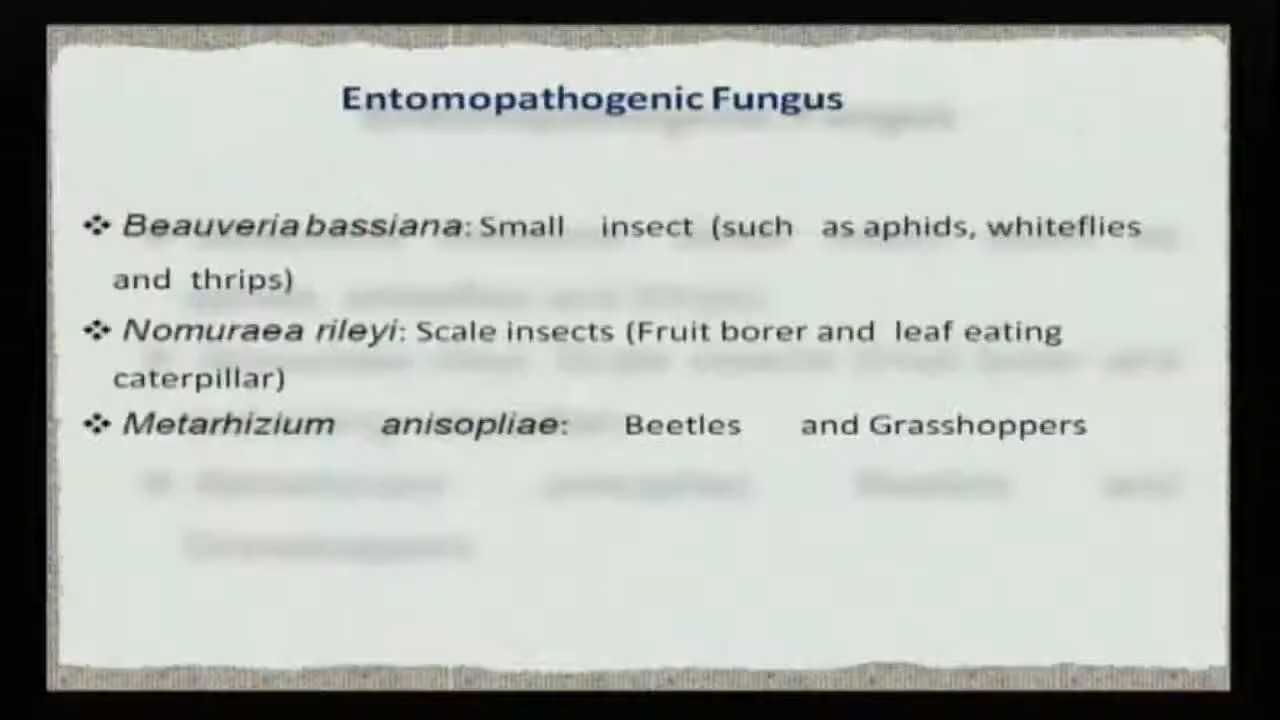 Entomopathogenic Fungus
❖ Beauveria bassiana: Small insect (such as aphids, whiteflies
and thrips)
❖ Nomuraea rileyi: Scale insects (Fruit borer and leaf eating
caterpillar)
❖ Metarhizium anisopliae: Beetles and Grasshoppers